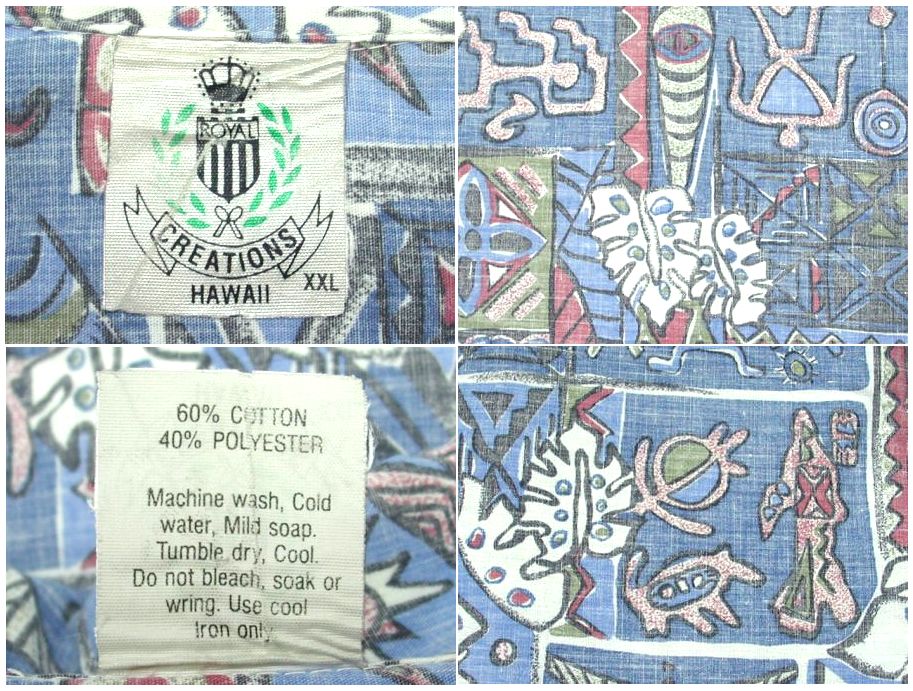 ROYAL
CREATIONS
HAWAII
XXL
60% COTTON
40% POLYESTER
Machine wash, Cold
water, Mild soap.
Tumble dry, Cool.
Do not bleach, soak or
wring. Use cool
Iron only